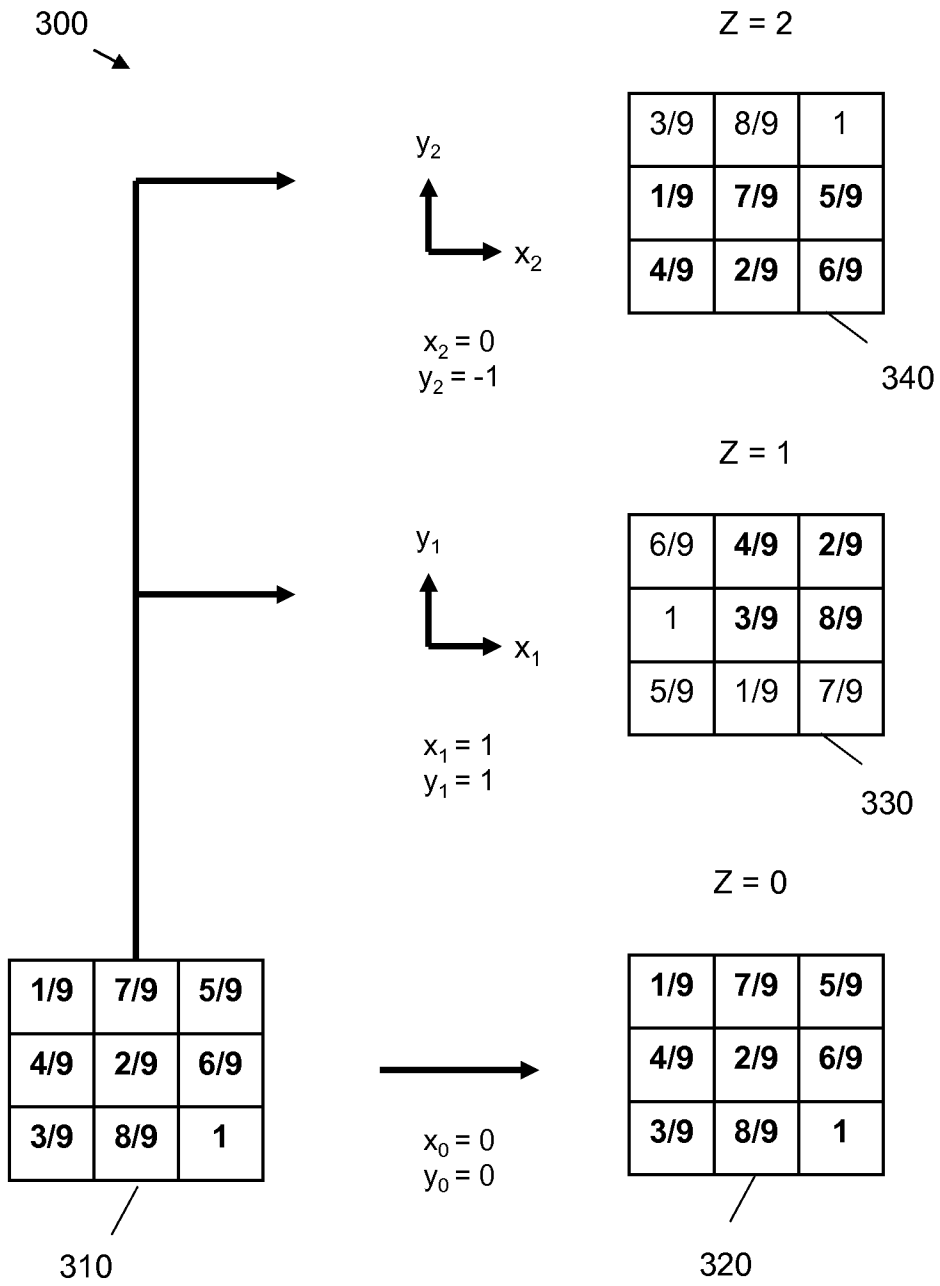 300
Z = 2
3/9 8/9 1
1/9 7/9 5/9
4/9 2/9 6/9
340
y₂
x₂
x₂ = 0
y₂ = -1
Z = 1
6/9 4/9 2/9
1 3/9 8/9
5/9 1/9 7/9
330
y₁
x₁
x₁ = 1
y₁ = 1
Z = 0
1/9 7/9 5/9
4/9 2/9 6/9
3/9 8/9 1
310
x₀ = 0
y₀ = 0
1/9 7/9 5/9
4/9 2/9 6/9
3/9 8/9 1
320